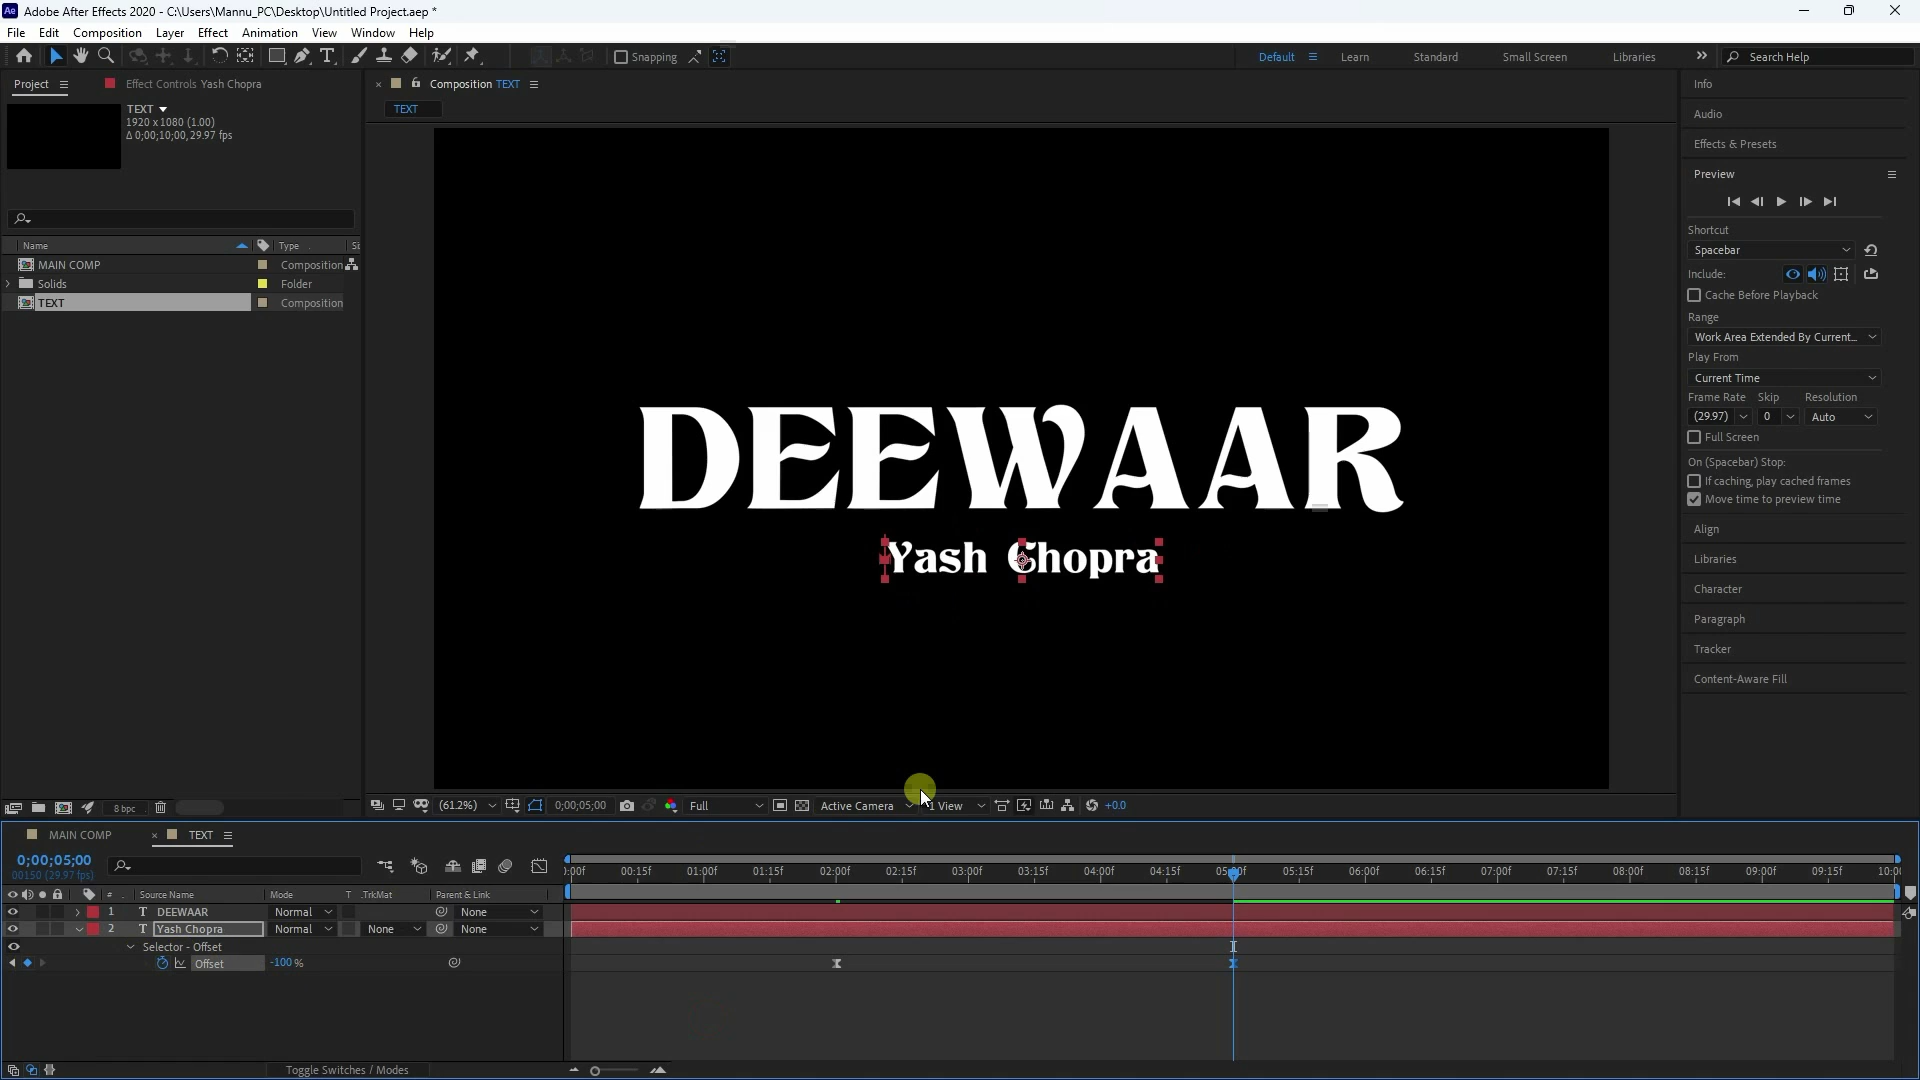 Ae Adobe After Effects 2020 - C:\Users\Mannu_PC\Desktop\Untitled Project.aep *
File Edit Composition Layer Effect Animation View Window Help
Snapping
Default Learn Standard Small Screen Libraries Search Help
Project
Effect Controls Yash Chopra
Composition TEXT
TEXT
TEXT
1920 x 1080 (1.00)
Δ 0;00;10;00, 29.97 fps
Name Type
MAIN COMP Composition
Solids Folder
TEXT Composition
8 bpc
DEEWAAR
Yash Chopra
(61.2%) 0;00;05;00 Full Active Camera 1 View +0.0
Info
Audio
Effects & Presets
Preview
Shortcut
Spacebar
Include:
Cache Before Playback
Range
Work Area Extended By Current...
Play From
Current Time
Frame Rate Skip Resolution
(29.97) 0 Auto
Full Screen
On (Spacebar) Stop:
If caching, play cached frames
Move time to preview time
Align
Libraries
Character
Paragraph
Tracker
Content-Aware Fill
MAIN COMP TEXT
0;00;05;00
00150 (29.97 fps)
:00f 00:15f 01:00f 01:15f 02:00f 02:15f 03:00f 03:15f 04:00f 04:15f 05:00f 05:15f 06:00f 06:15f 07:00f 07:15f 08:00f 08:15f 09:00f 09:15f 10:00
# Source Name Mode T .TrkMat Parent & Link
1 T DEEWAAR Normal None
2 T Yash Chopra Normal None None
Selector - Offset
Offset -100 %
Toggle Switches / Modes